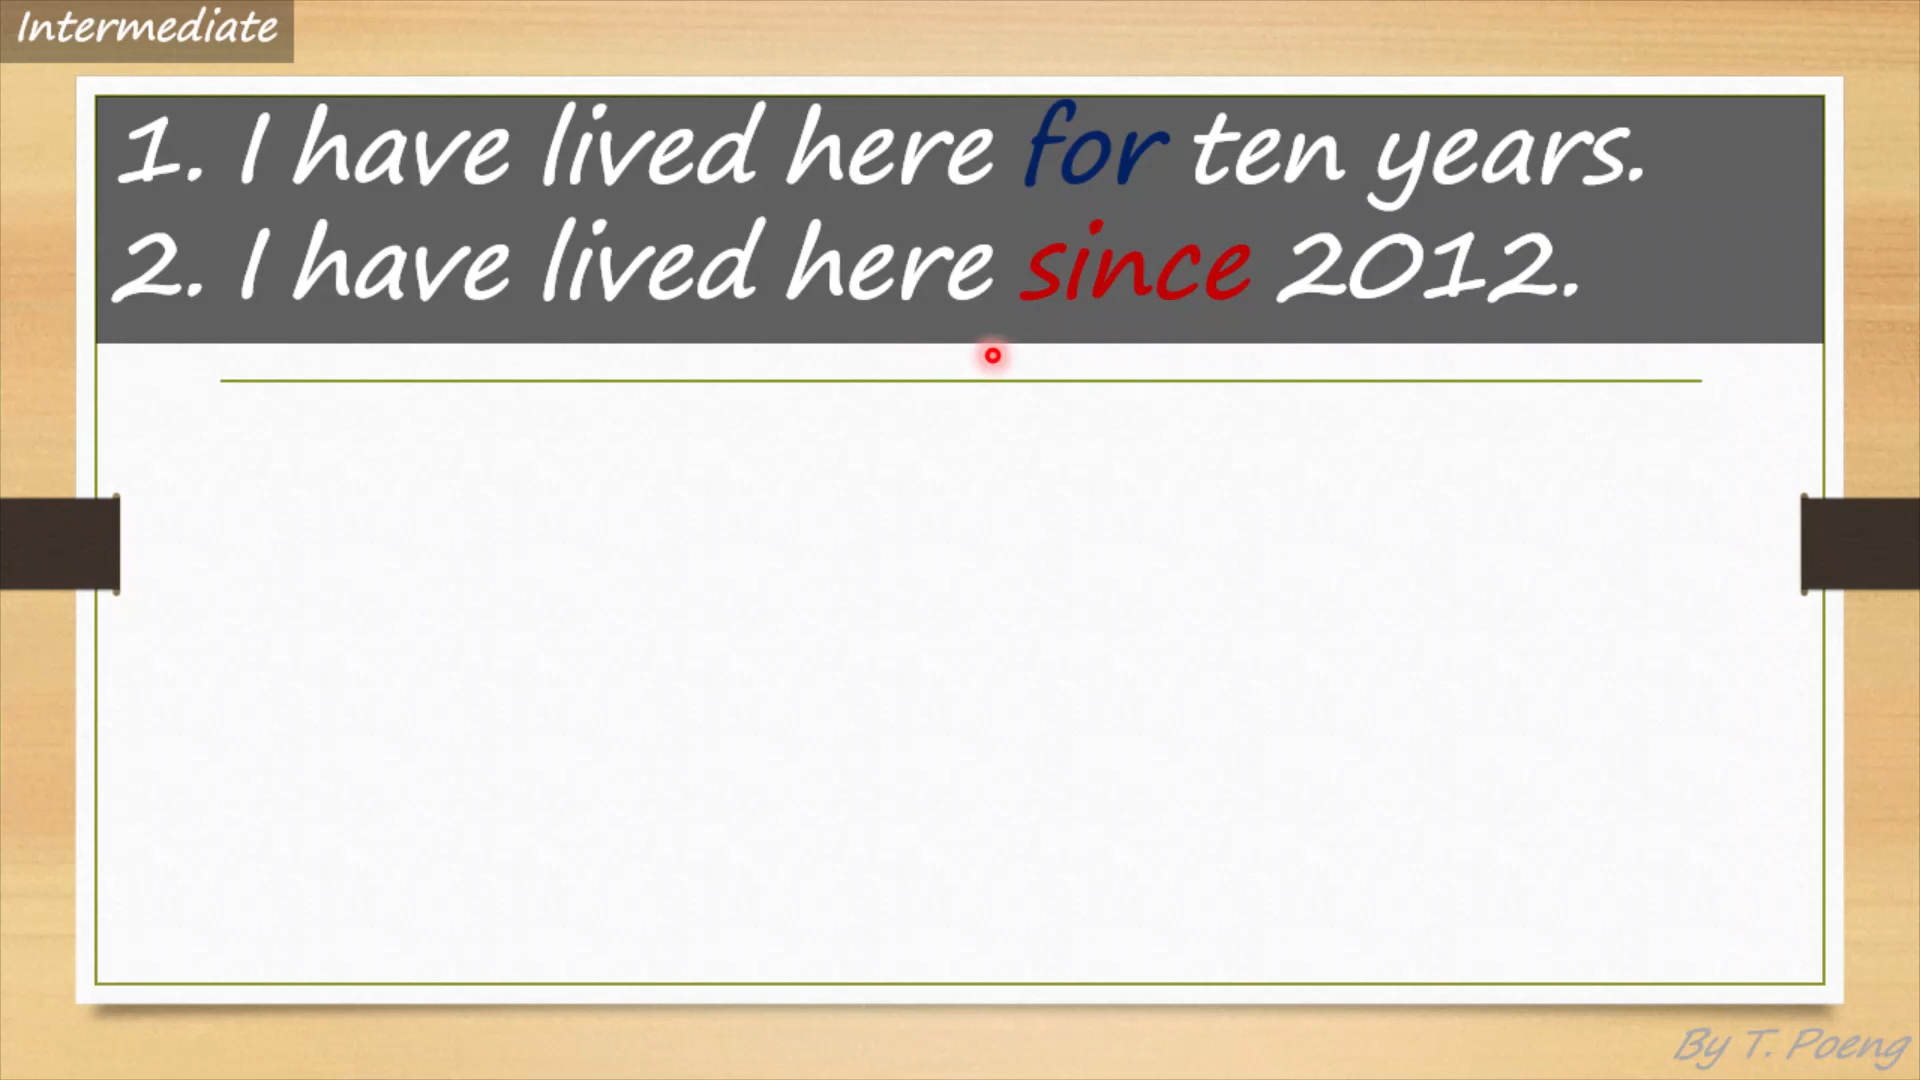 Intermediate
1. I have lived here for ten years.
2. I have lived here since 2012.
By T. Poeng